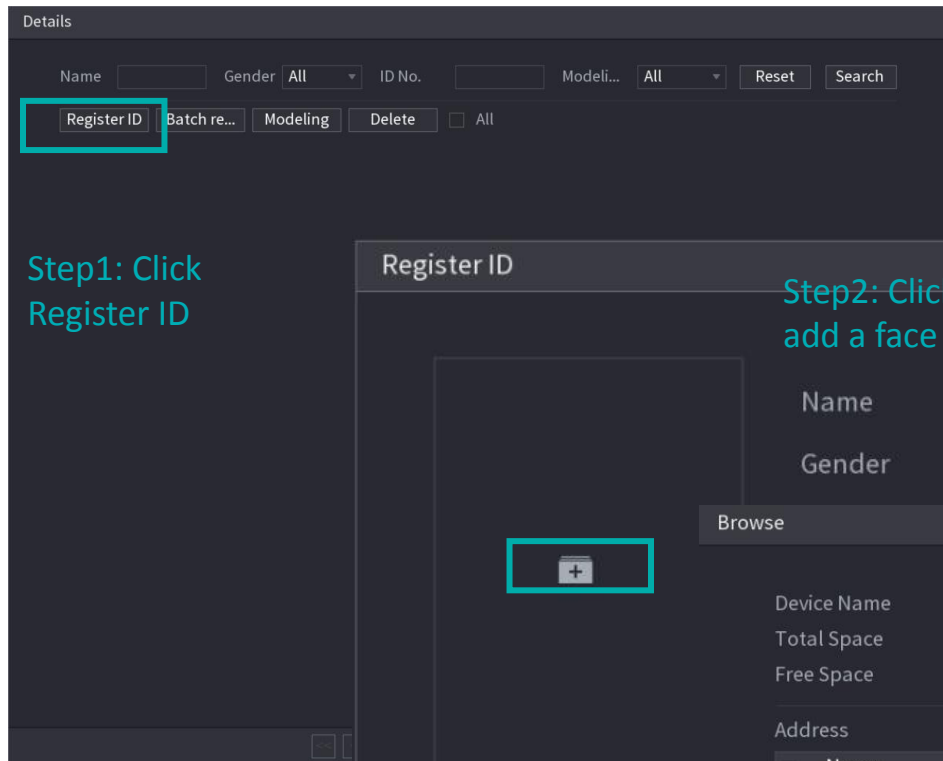 Details
Name Gender All ID No. Modeli... All Reset Search
Register ID Batch re... Modeling Delete All
Step1: Click
Register ID
Register ID
Step2: Clic
add a face
Name
Gender
Browse
Device Name
Total Space
Free Space
Address